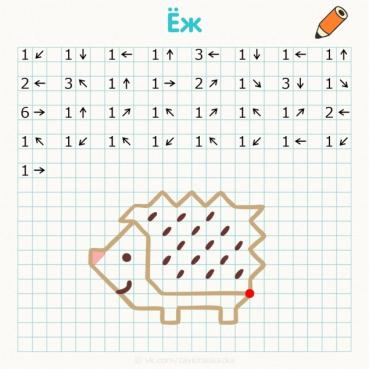 Ёж
1 ↙ 1 ↓ 1 ← 1 ↑ 3 ← 1 ↓ 1 ← 1 ↑
2 ← 3 ↖ 1 ↑ 1 → 2 ↗ 1 ↘ 3 ↓ 1 ↘
6 → 1 ↑ 1 ↗ 1 ↖ 1 ↗ 1 ↖ 1 ↗ 2 ←
1 ↖ 1 ↙ 1 ↖ 1 ↙ 1 ↖ 1 ↙ 1 ↖ 1 ↙
1 →